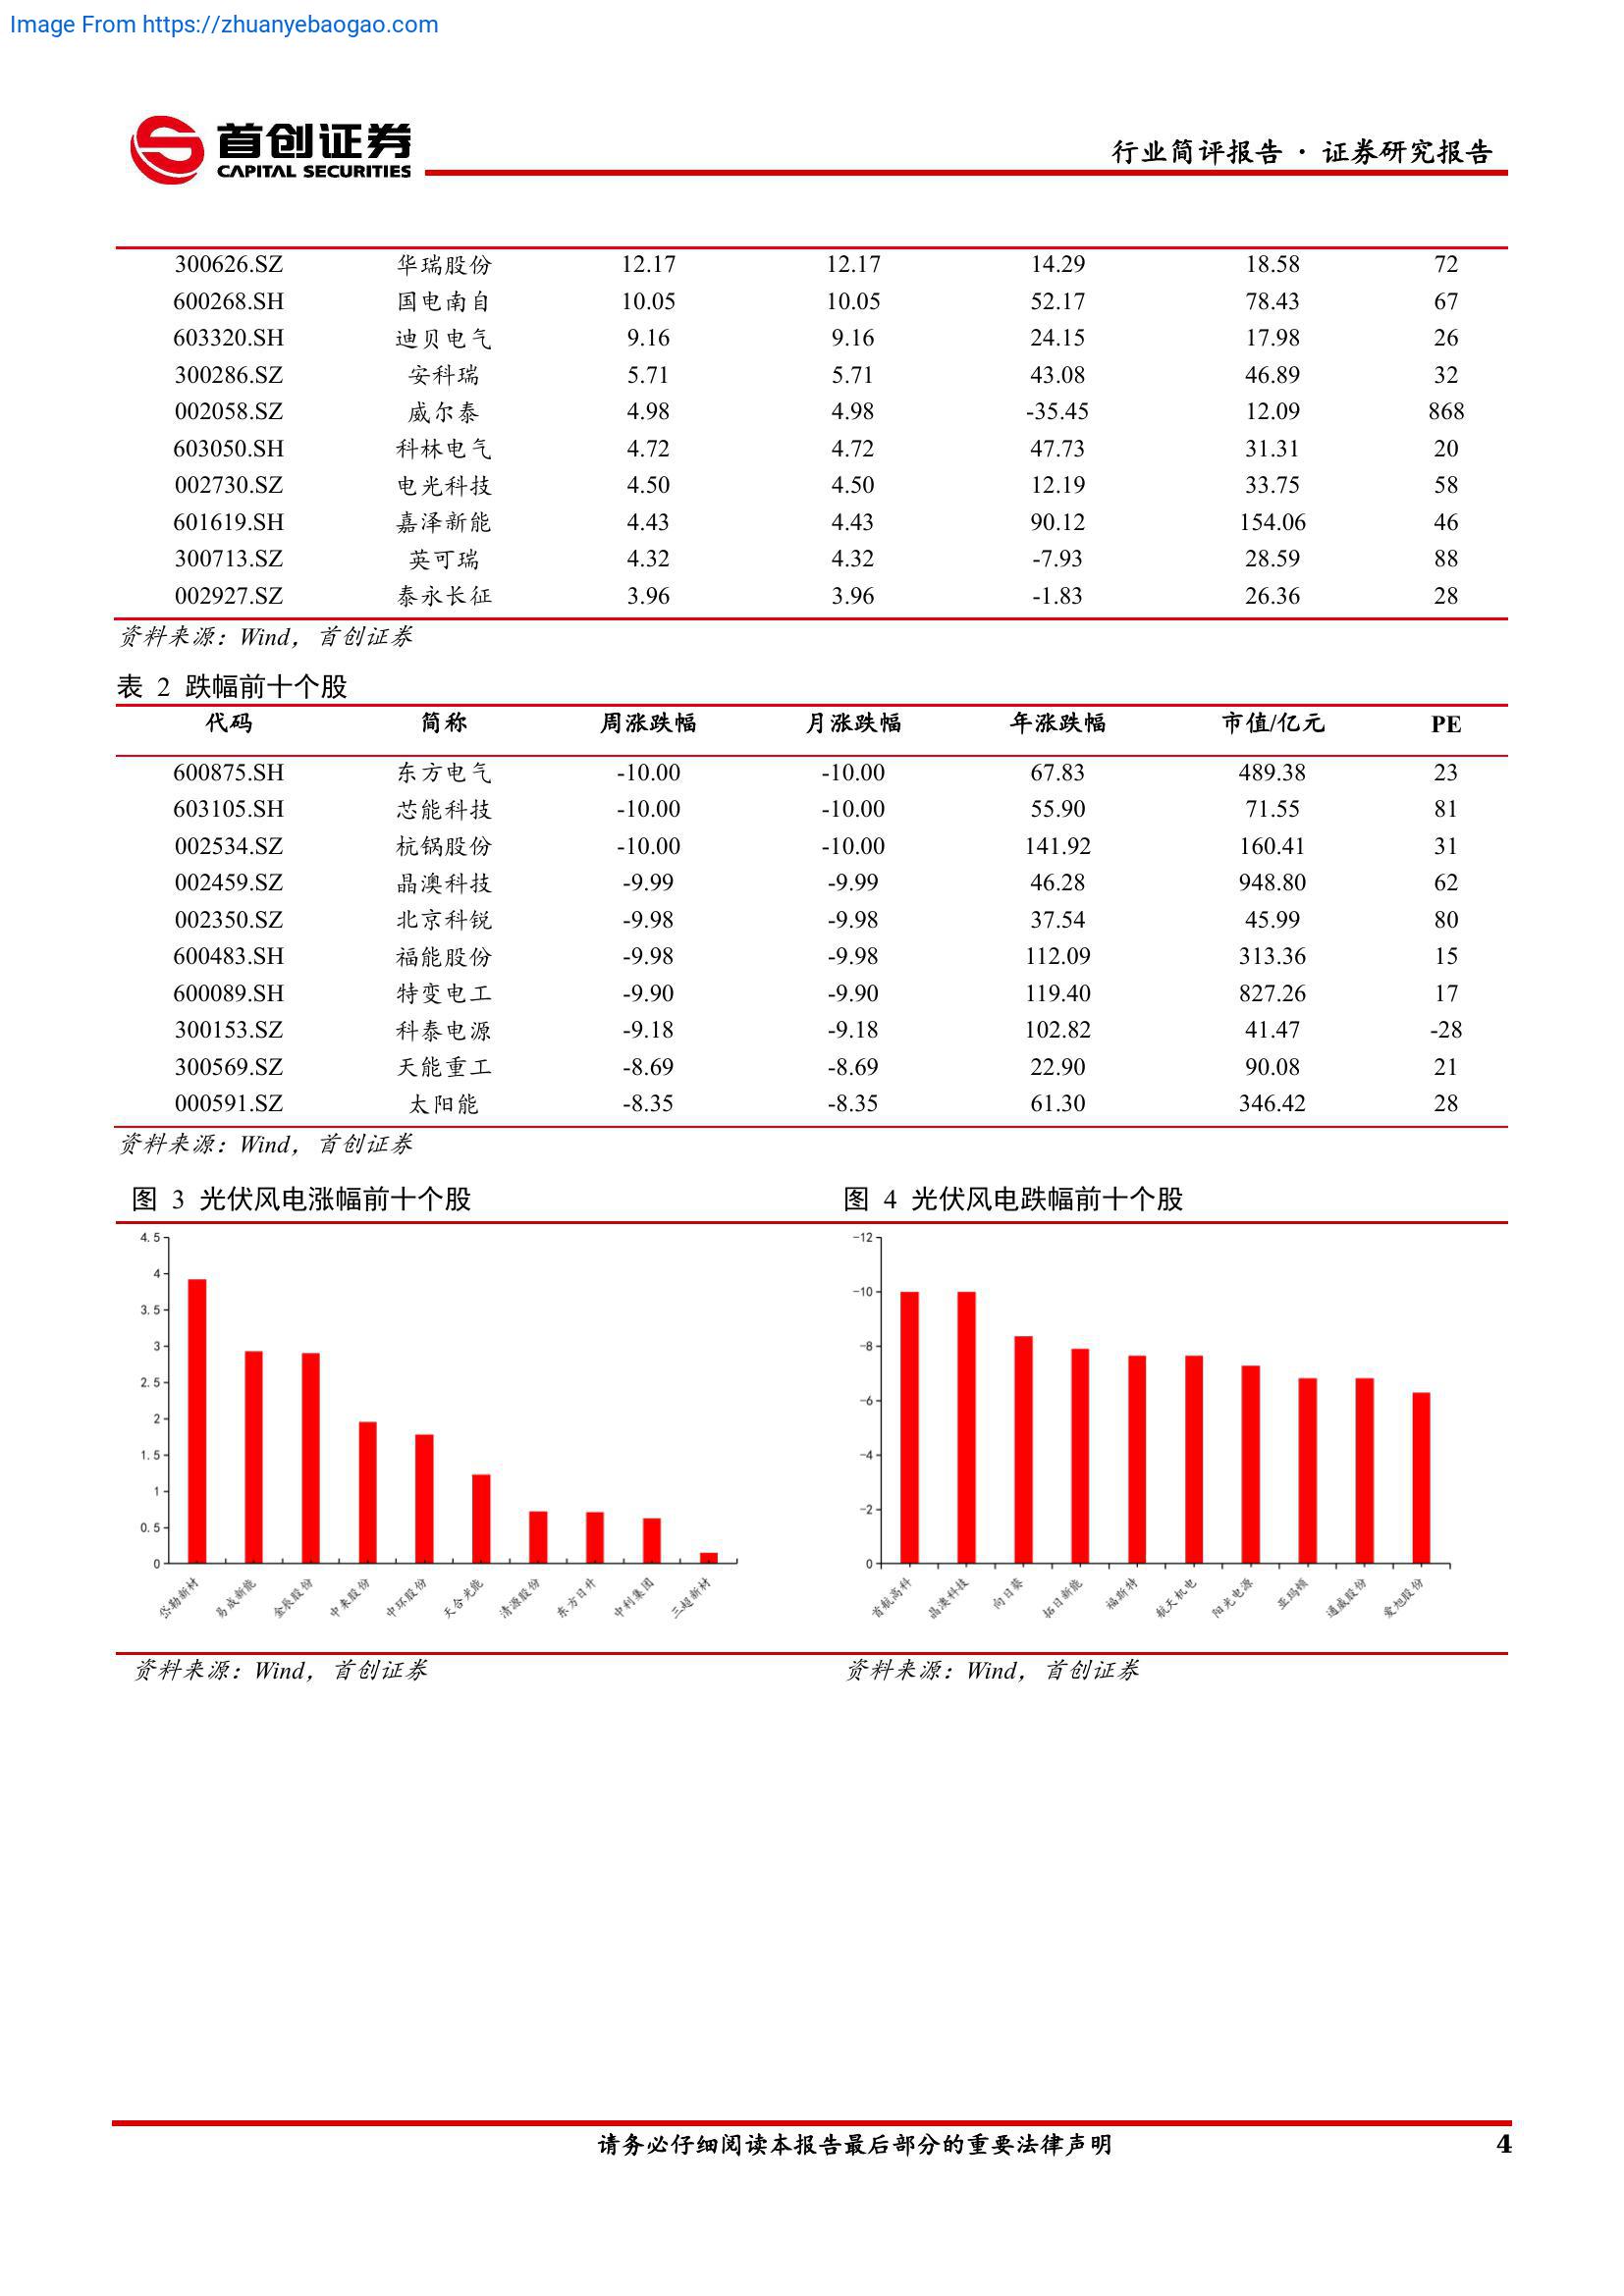 Image From https://zhuanyebaogao.com
首创证券
CAPITAL SECURITIES
行业简评报告 · 证券研究报告
300626.SZ 华瑞股份 12.17 12.17 14.29 18.58 72
600268.SH 国电南自 10.05 10.05 52.17 78.43 67
603320.SH 迪贝电气 9.16 9.16 24.15 17.98 26
300286.SZ 安科瑞 5.71 5.71 43.08 46.89 32
002058.SZ 威尔泰 4.98 4.98 -35.45 12.09 868
603050.SH 科林电气 4.72 4.72 47.73 31.31 20
002730.SZ 电光科技 4.50 4.50 12.19 33.75 58
601619.SH 嘉泽新能 4.43 4.43 90.12 154.06 46
300713.SZ 英可瑞 4.32 4.32 -7.93 28.59 88
002927.SZ 泰永长征 3.96 3.96 -1.83 26.36 28
资料来源：Wind，首创证券
表 2 跌幅前十个股
代码 简称 周涨跌幅 月涨跌幅 年涨跌幅 市值/亿元 PE
600875.SH 东方电气 -10.00 -10.00 67.83 489.38 23
603105.SH 芯能科技 -10.00 -10.00 55.90 71.55 81
002534.SZ 杭锅股份 -10.00 -10.00 141.92 160.41 31
002459.SZ 晶澳科技 -9.99 -9.99 46.28 948.80 62
002350.SZ 北京科锐 -9.98 -9.98 37.54 45.99 80
600483.SH 福能股份 -9.98 -9.98 112.09 313.36 15
600089.SH 特变电工 -9.90 -9.90 119.40 827.26 17
300153.SZ 科泰电源 -9.18 -9.18 102.82 41.47 -28
300569.SZ 天能重工 -8.69 -8.69 22.90 90.08 21
000591.SZ 太阳能 -8.35 -8.35 61.30 346.42 28
资料来源：Wind，首创证券
图 3 光伏风电涨幅前十个股
4.5
4
3.5
3
2.5
2
1.5
1
0.5
0
岱勒新材 易成新能 金辰股份 中来股份 中环股份 天合光能 清源股份 东方日升 中利集团 三超新材
资料来源：Wind，首创证券
图 4 光伏风电跌幅前十个股
-12
-10
-8
-6
-4
-2
0
首航高科 晶澳科技 向日葵 拓日新能 福斯特 航天机电 阳光电源 亚玛顿 通威股份 爱旭股份
资料来源：Wind，首创证券
请务必仔细阅读本报告最后部分的重要法律声明 4